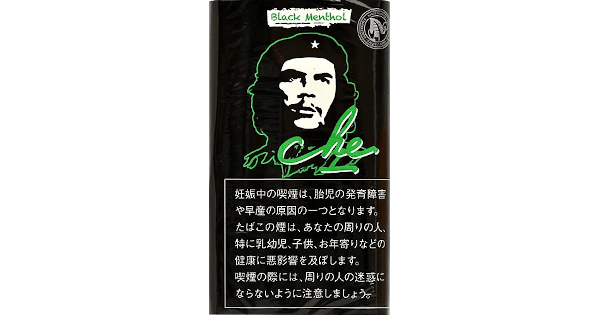 Black Menthol
che
妊娠中の喫煙は、胎児の発育障害
や早産の原因の一つとなります。
たばこの煙は、あなたの周りの人、
特に乳幼児、子供、お年寄りなどの
健康に悪影響を及ぼします。
喫煙の際には、周りの人の迷惑に
ならないように注意しましょう。